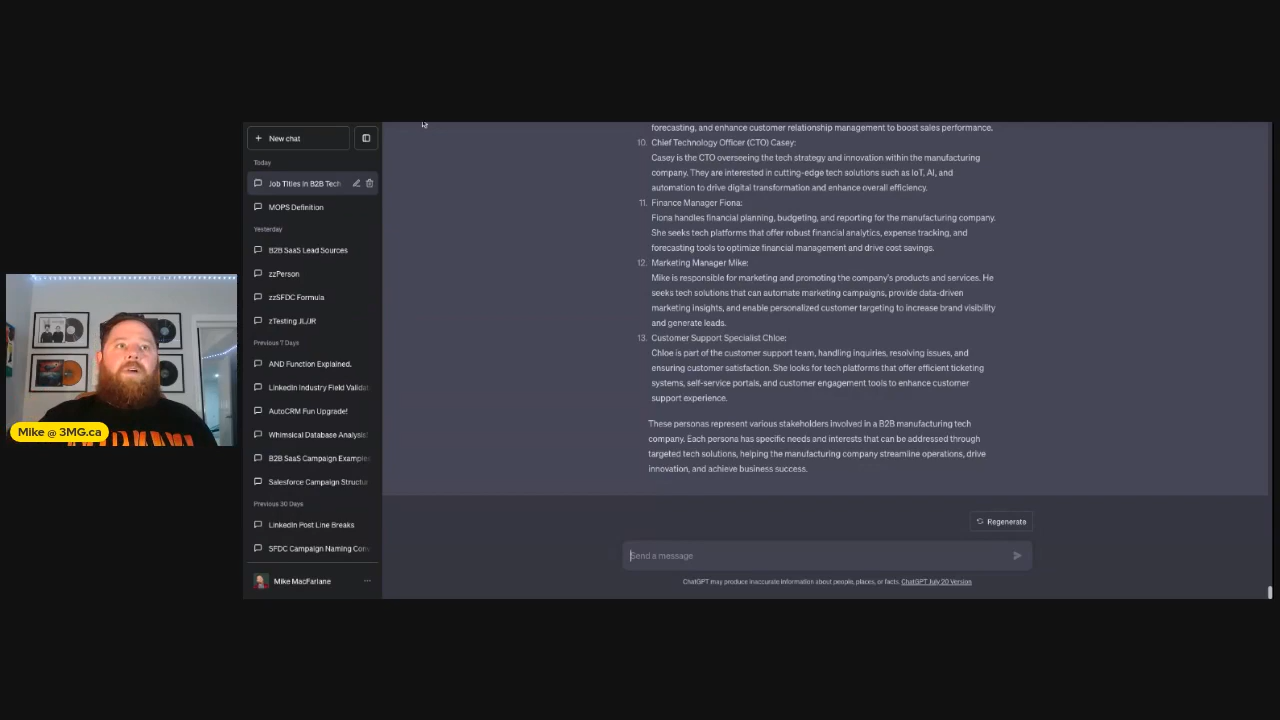 New chat
Today
Job Titles in B2B Tech
MOPS Definition
Yesterday
B2B SaaS Lead Sources
zzPerson
zzSFDC Formula
zTesting JL/JR
Previous 7 Days
AND Function Explained.
LinkedIn Industry Field Validat
AutoCRM Fun Upgrade!
Whimsical Database Analysis!
B2B SaaS Campaign Examples
Salesforce Campaign Structu
Previous 30 Days
LinkedIn Post Line Breaks
SFDC Campaign Naming Con
Mike MacFarlane
Mike @ 3MG.ca
forecasting, and enhance customer relationship management to boost sales performance.
10. Chief Technology Officer (CTO) Casey:
Casey is the CTO overseeing the tech strategy and innovation within the manufacturing
company. They are interested in cutting-edge tech solutions such as IoT, AI, and
automation to drive digital transformation and enhance overall efficiency.
11. Finance Manager Fiona:
Fiona handles financial planning, budgeting, and reporting for the manufacturing company.
She seeks tech platforms that offer robust financial analytics, expense tracking, and
forecasting tools to optimize financial management and drive cost savings.
12. Marketing Manager Mike:
Mike is responsible for marketing and promoting the company's products and services. He
seeks tech solutions that can automate marketing campaigns, provide data-driven
marketing insights, and enable personalized customer targeting to increase brand visibility
and generate leads.
13. Customer Support Specialist Chloe:
Chloe is part of the customer support team, handling inquiries, resolving issues, and
ensuring customer satisfaction. She looks for tech platforms that offer efficient ticketing
systems, self-service portals, and customer engagement tools to enhance customer
support experience.
These personas represent various stakeholders involved in a B2B manufacturing tech
company. Each persona has specific needs and interests that can be addressed through
targeted tech solutions, helping the manufacturing company streamline operations, drive
innovation, and achieve business success.
Regenerate
Send a message
ChatGPT may produce inaccurate information about people, places, or facts. ChatGPT July 20 Version